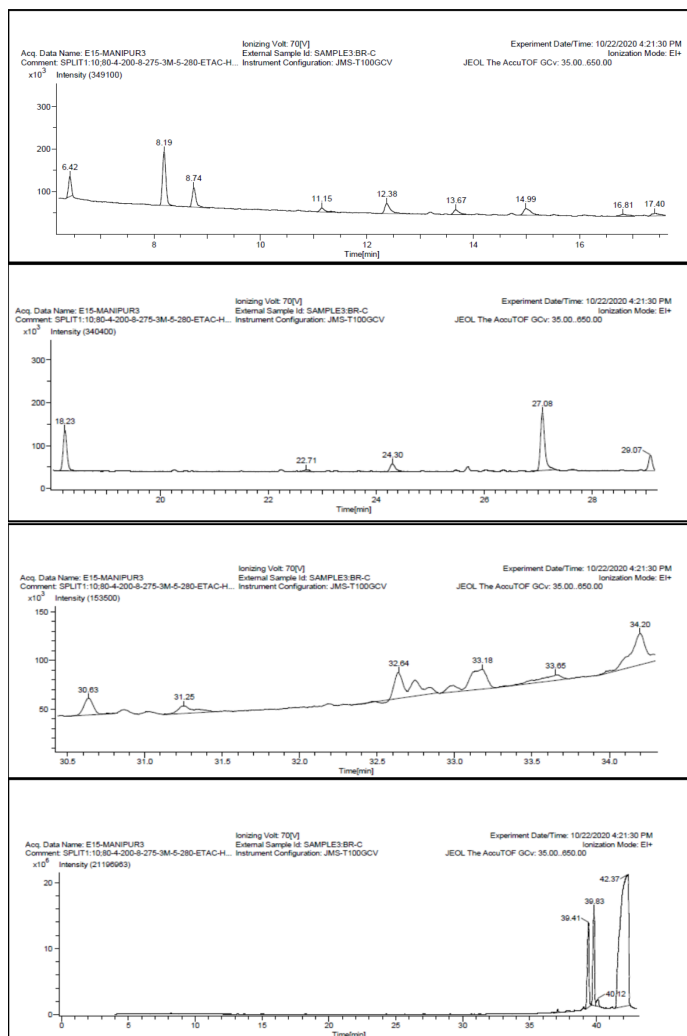 Ionizing Volt: 70[V] Experiment Date/Time: 10/22/2020 4:21:30 PM
Acq. Data Name: E15-MANIPUR3 External Sample Id: SAMPLE3:BR-C Ionization Mode: EI+
Comment: SPLIT1:10;80-4-200-8-275-3M-5-280-ETAC-H... Instrument Configuration: JMS-T100GCV JEOL The AccuTOF GCv: 35.00..650.00
x10³ Intensity (349100)
300
200
100
6.42
8.19
8.74
11.15
12.38
13.67
14.99
16.81
17.40
8 10 12 14 16
Time[min]
Ionizing Volt: 70[V] Experiment Date/Time: 10/22/2020 4:21:30 PM
Acq. Data Name: E15-MANIPUR3 External Sample Id: SAMPLE3:BR-C Ionization Mode: EI+
Comment: SPLIT1:10;80-4-200-8-275-3M-5-280-ETAC-H... Instrument Configuration: JMS-T100GCV JEOL The AccuTOF GCv: 35.00..650.00
x10³ Intensity (340400)
300
200
100
0
18.23
22.71
24.30
27.08
29.07
20 22 24 26 28
Time[min]
Ionizing Volt: 70[V] Experiment Date/Time: 10/22/2020 4:21:30 PM
Acq. Data Name: E15-MANIPUR3 External Sample Id: SAMPLE3:BR-C Ionization Mode: EI+
Comment: SPLIT1:10;80-4-200-8-275-3M-5-280-ETAC-H... Instrument Configuration: JMS-T100GCV JEOL The AccuTOF GCv: 35.00..650.00
x10³ Intensity (153500)
150
100
50
30.63
31.25
32.64
33.18
33.65
34.20
30.5 31.0 31.5 32.0 32.5 33.0 33.5 34.0
Time[min]
Ionizing Volt: 70[V] Experiment Date/Time: 10/22/2020 4:21:30 PM
Acq. Data Name: E15-MANIPUR3 External Sample Id: SAMPLE3:BR-C Ionization Mode: EI+
Comment: SPLIT1:10;80-4-200-8-275-3M-5-280-ETAC-H... Instrument Configuration: JMS-T100GCV JEOL The AccuTOF GCv: 35.00..650.00
x10⁶ Intensity (21196963)
20
10
0
39.41
39.83
40.12
42.37
0 5 10 15 20 25 30 35 40
Time[min]